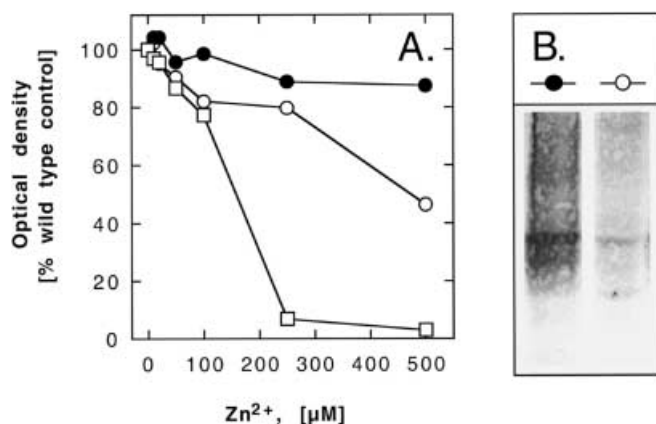 A.
B.
Optical density
[% wild type control]
100
80
60
40
20
0
0 100 200 300 400 500
Zn²⁺, [µM]